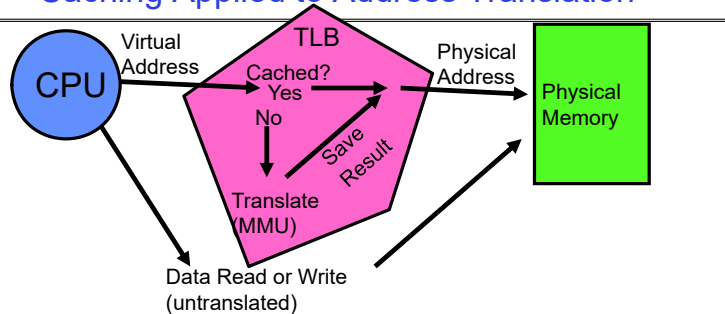 Caching Applied to Address Translation
TLB
Virtual
Address
Physical
Address
CPU
Cached?
Yes
No
Save
Result
Translate
(MMU)
Physical
Memory
Data Read or Write
(untranslated)